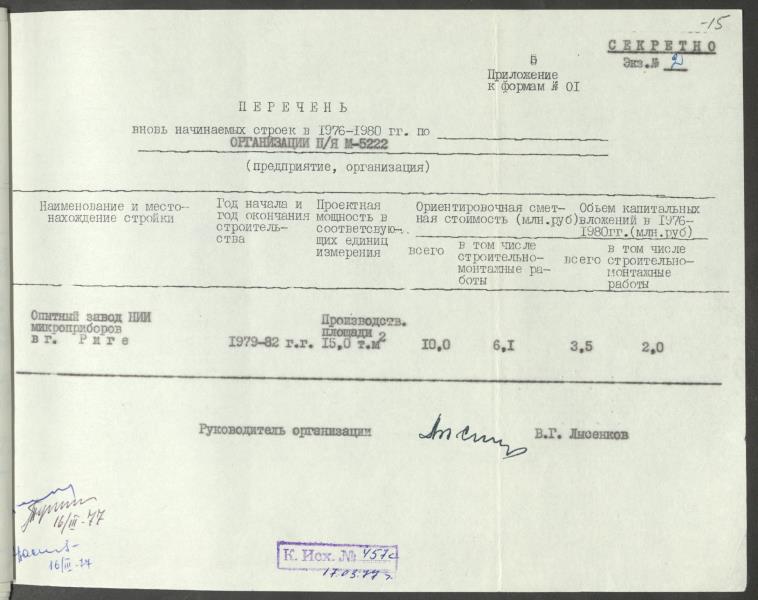 -15
СЕКРЕТНО
Экз.№ 2
5
Приложение
к формам № 01
ПЕРЕЧЕНЬ
вновь начинаемых строек в 1976-1980 гг. по
ОРГАНИЗАЦИИ П/Я М-5222
(предприятие, организация)
Наименование и место-
нахождение стройки
Год начала и
год окончания
строитель-
ства
Проектная
мощность в
соответсвую-
щих единиц
измерения
Ориентировочная смет-
ная стоимость (млн.руб)
всего
в том числе
строительно-
монтажные ра-
боты
Объем капитальных
вложений в 1976-
1980гг.(млн.руб)
всего
в том числе
строительно-
монтажные
работы
Опытный завод НИИ
микроприборов
в г. Риге
1979-82 г.г.
Производств.
площади
15,0 т.м2
10,0
6,1
3,5
2,0
Руководитель организации
В.Г. Лысенков
16/III-77
16/III-77
К. Исх. № 457с
17.03.77г